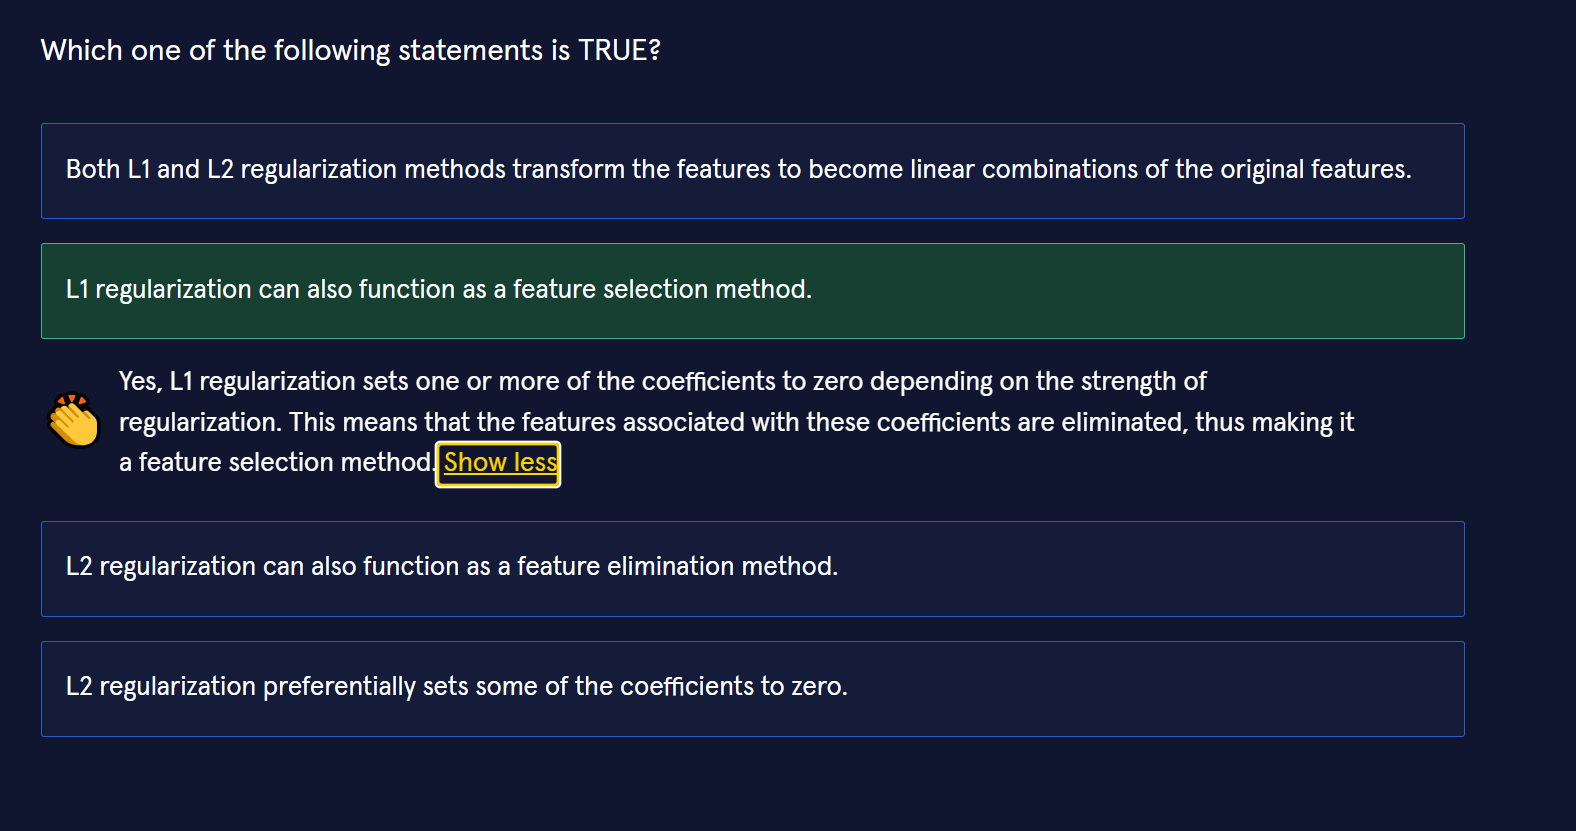 Which one of the following statements is TRUE?
Both L1 and L2 regularization methods transform the features to become linear combinations of the original features.
L1 regularization can also function as a feature selection method.
Yes, L1 regularization sets one or more of the coefficients to zero depending on the strength of
regularization. This means that the features associated with these coefficients are eliminated, thus making it
a feature selection method. Show less
L2 regularization can also function as a feature elimination method.
L2 regularization preferentially sets some of the coefficients to zero.